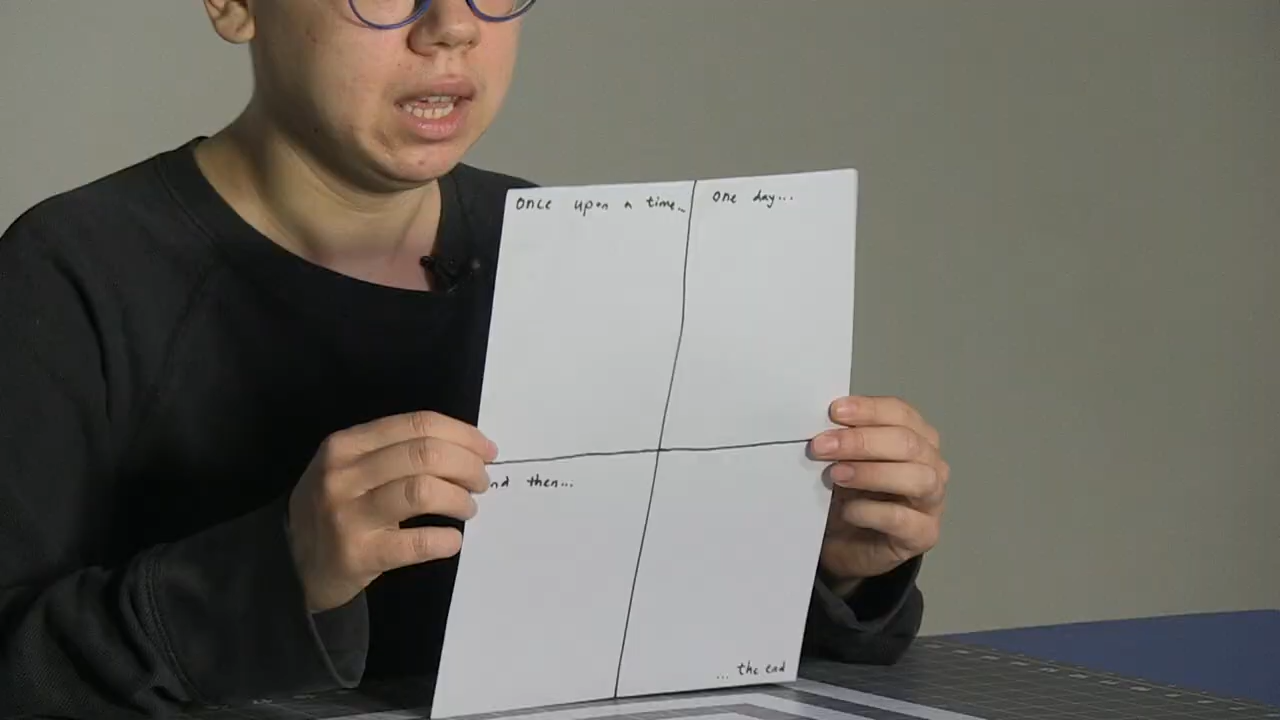 Once upon a time..
One day...
nd then...
... the end